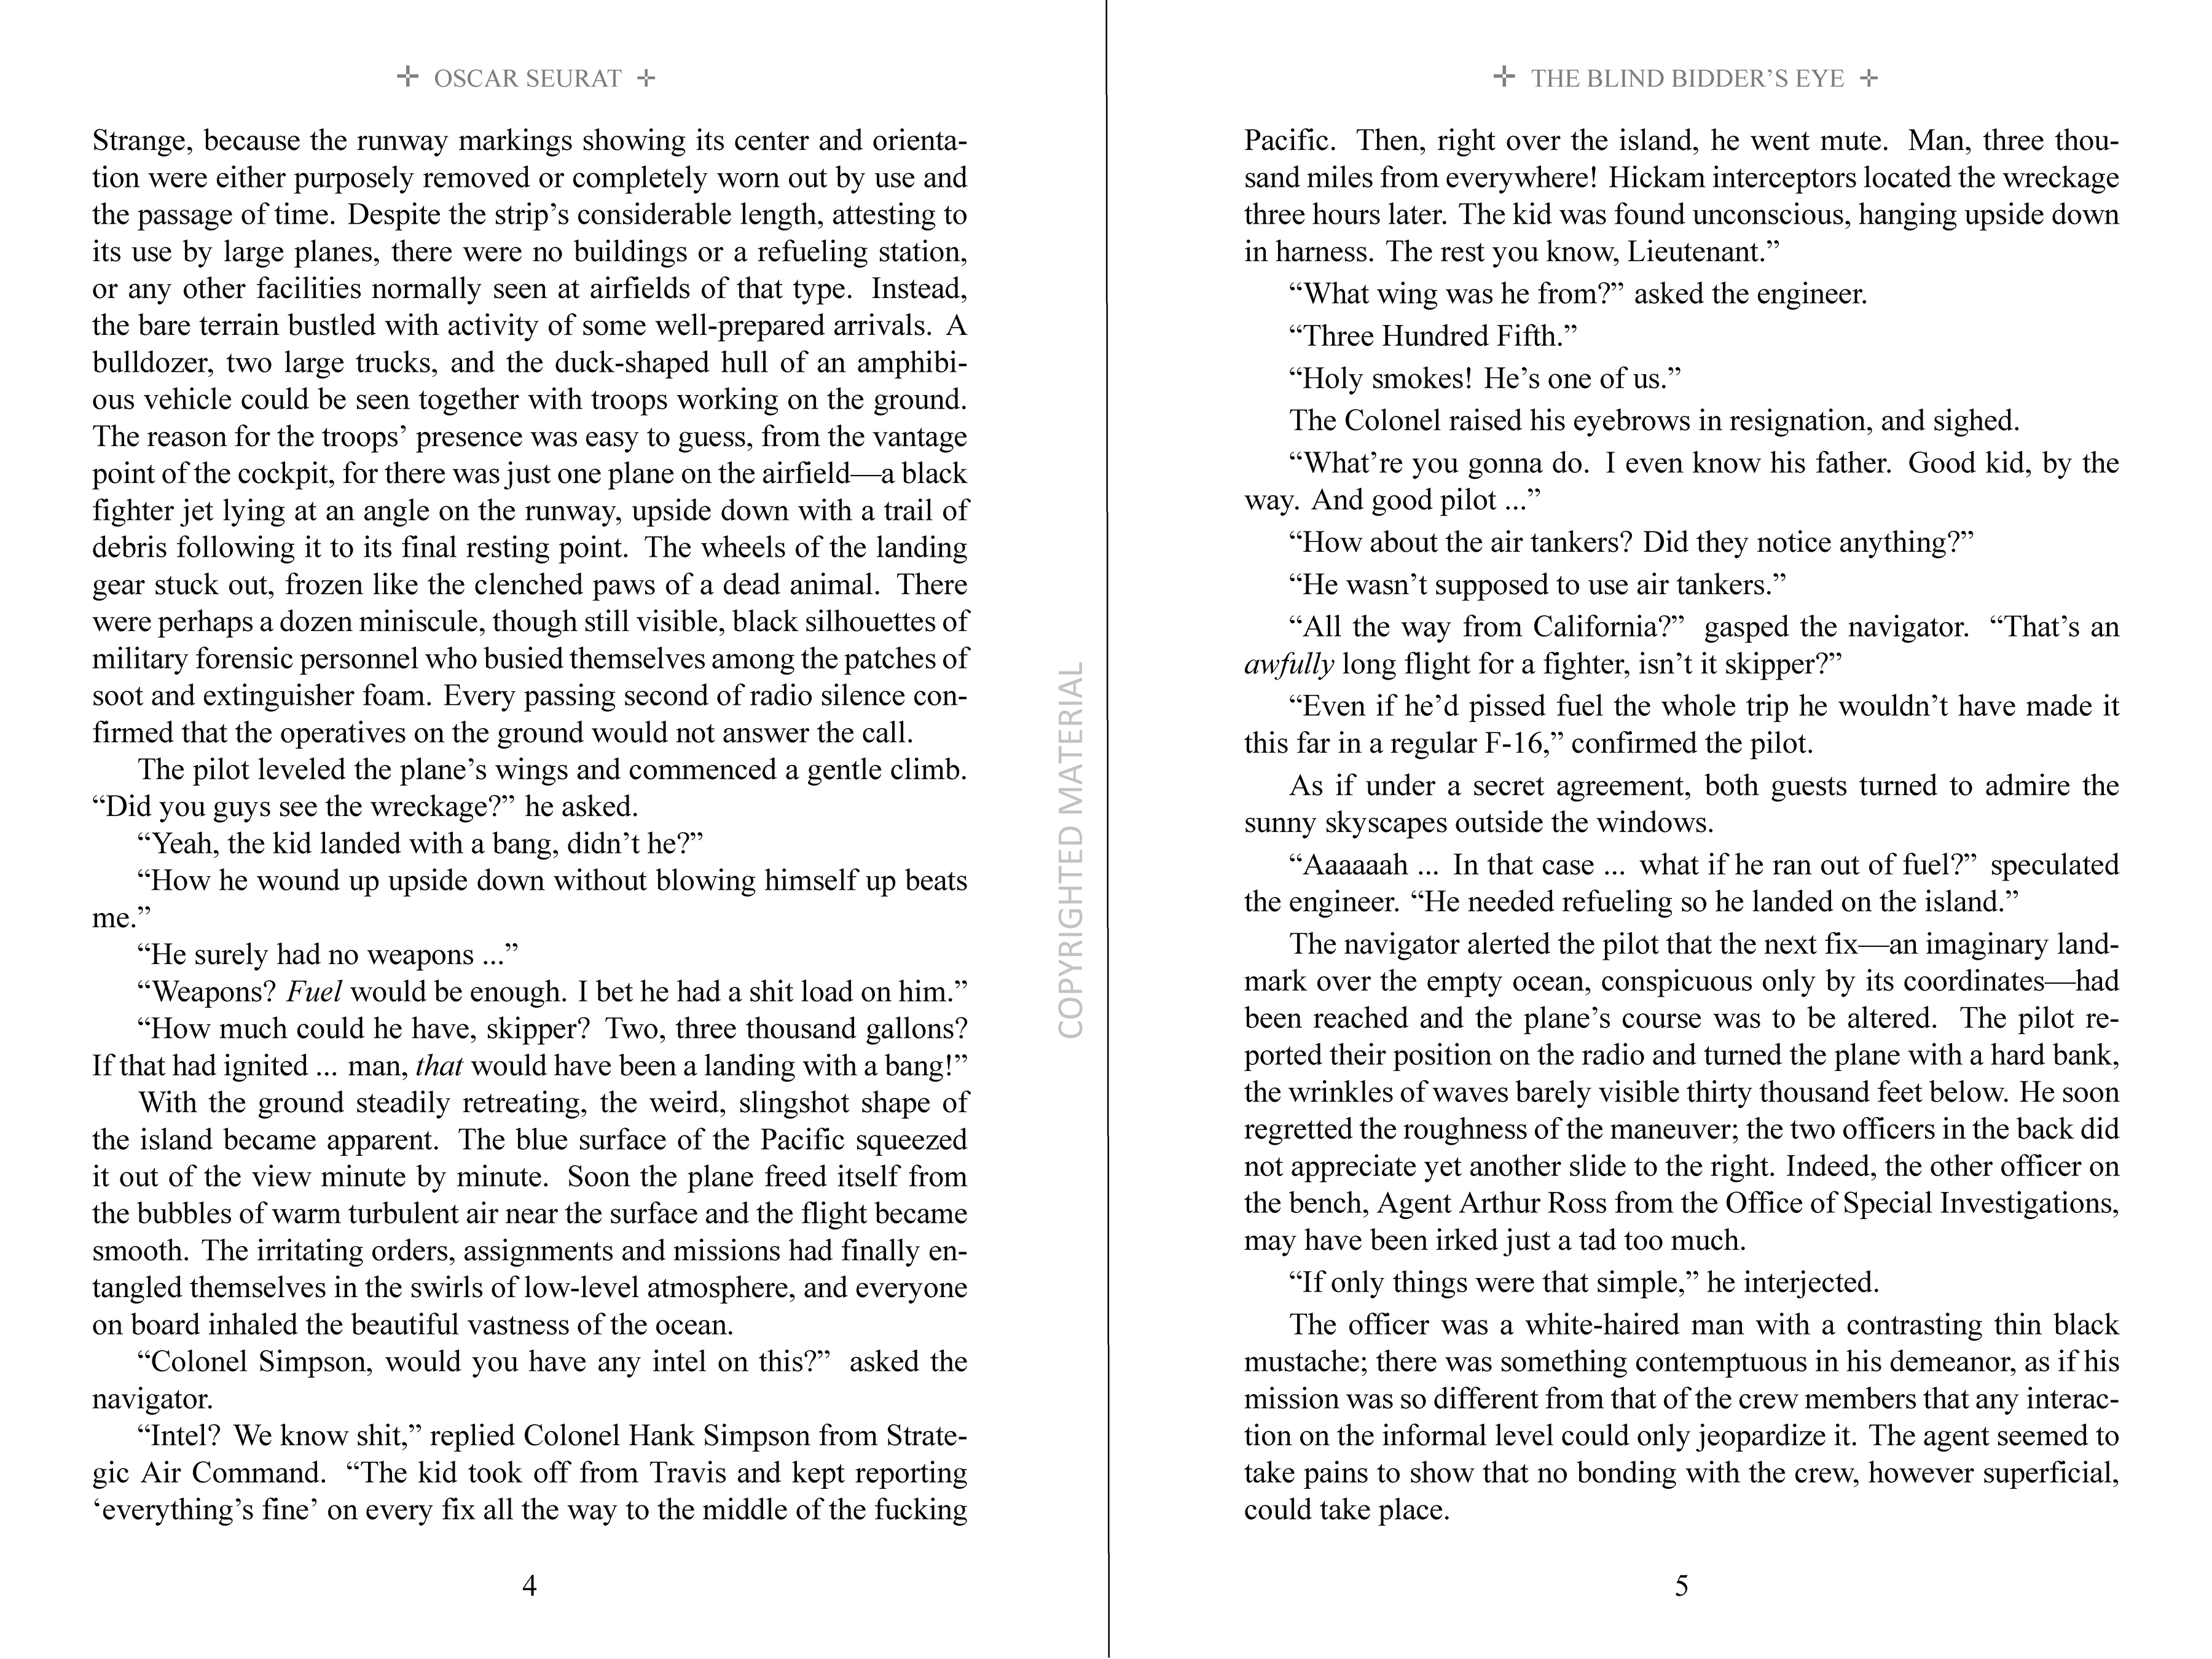 ✢ OSCAR SEURAT ✢
Strange, because the runway markings showing its center and orienta-
tion were either purposely removed or completely worn out by use and
the passage of time. Despite the strip’s considerable length, attesting to
its use by large planes, there were no buildings or a refueling station,
or any other facilities normally seen at airfields of that type. Instead,
the bare terrain bustled with activity of some well-prepared arrivals. A
bulldozer, two large trucks, and the duck-shaped hull of an amphibi-
ous vehicle could be seen together with troops working on the ground.
The reason for the troops’ presence was easy to guess, from the vantage
point of the cockpit, for there was just one plane on the airfield—a black
fighter jet lying at an angle on the runway, upside down with a trail of
debris following it to its final resting point. The wheels of the landing
gear stuck out, frozen like the clenched paws of a dead animal. There
were perhaps a dozen miniscule, though still visible, black silhouettes of
military forensic personnel who busied themselves among the patches of
soot and extinguisher foam. Every passing second of radio silence con-
firmed that the operatives on the ground would not answer the call.
The pilot leveled the plane’s wings and commenced a gentle climb.
“Did you guys see the wreckage?” he asked.
“Yeah, the kid landed with a bang, didn’t he?”
“How he wound up upside down without blowing himself up beats
me.”
“He surely had no weapons ...”
“Weapons? Fuel would be enough. I bet he had a shit load on him.”
“How much could he have, skipper? Two, three thousand gallons?
If that had ignited ... man, that would have been a landing with a bang!”
With the ground steadily retreating, the weird, slingshot shape of
the island became apparent. The blue surface of the Pacific squeezed
it out of the view minute by minute. Soon the plane freed itself from
the bubbles of warm turbulent air near the surface and the flight became
smooth. The irritating orders, assignments and missions had finally en-
tangled themselves in the swirls of low-level atmosphere, and everyone
on board inhaled the beautiful vastness of the ocean.
“Colonel Simpson, would you have any intel on this?” asked the
navigator.
“Intel? We know shit,” replied Colonel Hank Simpson from Strate-
gic Air Command. “The kid took off from Travis and kept reporting
‘everything’s fine’ on every fix all the way to the middle of the fucking
4
COPYRIGHTED MATERIAL
✢ THE BLIND BIDDER’S EYE ✢
Pacific. Then, right over the island, he went mute. Man, three thou-
sand miles from everywhere! Hickam interceptors located the wreckage
three hours later. The kid was found unconscious, hanging upside down
in harness. The rest you know, Lieutenant.”
“What wing was he from?” asked the engineer.
“Three Hundred Fifth.”
“Holy smokes! He’s one of us.”
The Colonel raised his eyebrows in resignation, and sighed.
“What’re you gonna do. I even know his father. Good kid, by the
way. And good pilot ...”
“How about the air tankers? Did they notice anything?”
“He wasn’t supposed to use air tankers.”
“All the way from California?” gasped the navigator. “That’s an
awfully long flight for a fighter, isn’t it skipper?”
“Even if he’d pissed fuel the whole trip he wouldn’t have made it
this far in a regular F-16,” confirmed the pilot.
As if under a secret agreement, both guests turned to admire the
sunny skyscapes outside the windows.
“Aaaaaah ... In that case ... what if he ran out of fuel?” speculated
the engineer. “He needed refueling so he landed on the island.”
The navigator alerted the pilot that the next fix—an imaginary land-
mark over the empty ocean, conspicuous only by its coordinates—had
been reached and the plane’s course was to be altered. The pilot re-
ported their position on the radio and turned the plane with a hard bank,
the wrinkles of waves barely visible thirty thousand feet below. He soon
regretted the roughness of the maneuver; the two officers in the back did
not appreciate yet another slide to the right. Indeed, the other officer on
the bench, Agent Arthur Ross from the Office of Special Investigations,
may have been irked just a tad too much.
“If only things were that simple,” he interjected.
The officer was a white-haired man with a contrasting thin black
mustache; there was something contemptuous in his demeanor, as if his
mission was so different from that of the crew members that any interac-
tion on the informal level could only jeopardize it. The agent seemed to
take pains to show that no bonding with the crew, however superficial,
could take place.
5